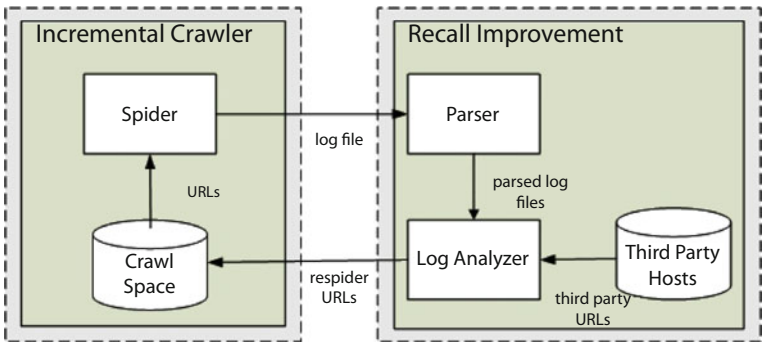 Incremental Crawler
Recall Improvement
Spider
log file
Parser
URLs
parsed log
files
Crawl
Space
respider
URLs
Log Analyzer
Third Party
Hosts
third party
URLs